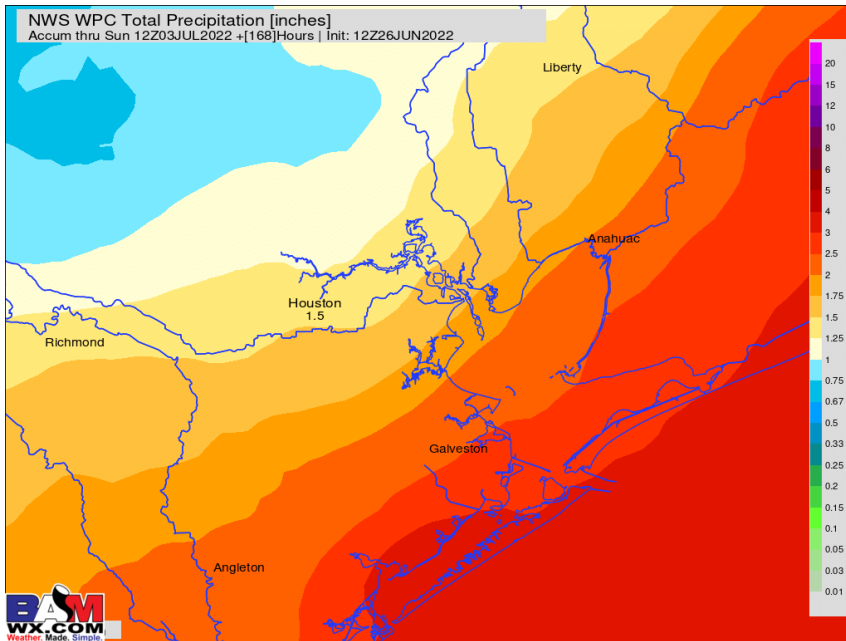 NWS WPC Total Precipitation [inches]
Accum thru Sun 12Z03JUL2022 +[168]Hours | Init: 12Z26JUN2022
Liberty
Anahuac
Houston
1.5
Richmond
Galveston
Angleton
20
15
12
10
8
6
5
4
3
2.5
2
1.75
1.5
1.25
1
0.75
0.67
0.5
0.33
0.25
0.2
0.15
0.1
0.05
0.03
0.01
BAM
WX.COM
Weather. Made. Simple.